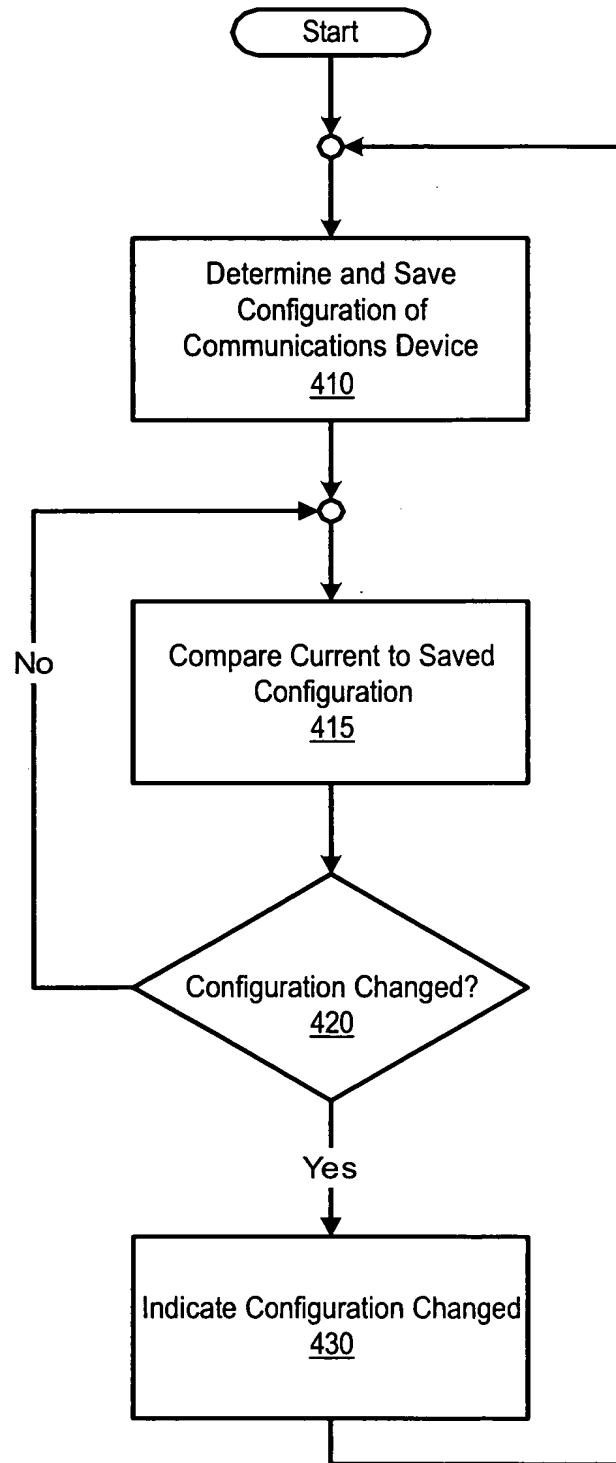 Start
Determine and Save
Configuration of
Communications Device
410
No
Compare Current to Saved
Configuration
415
Configuration Changed?
420
Yes
Indicate Configuration Changed
430